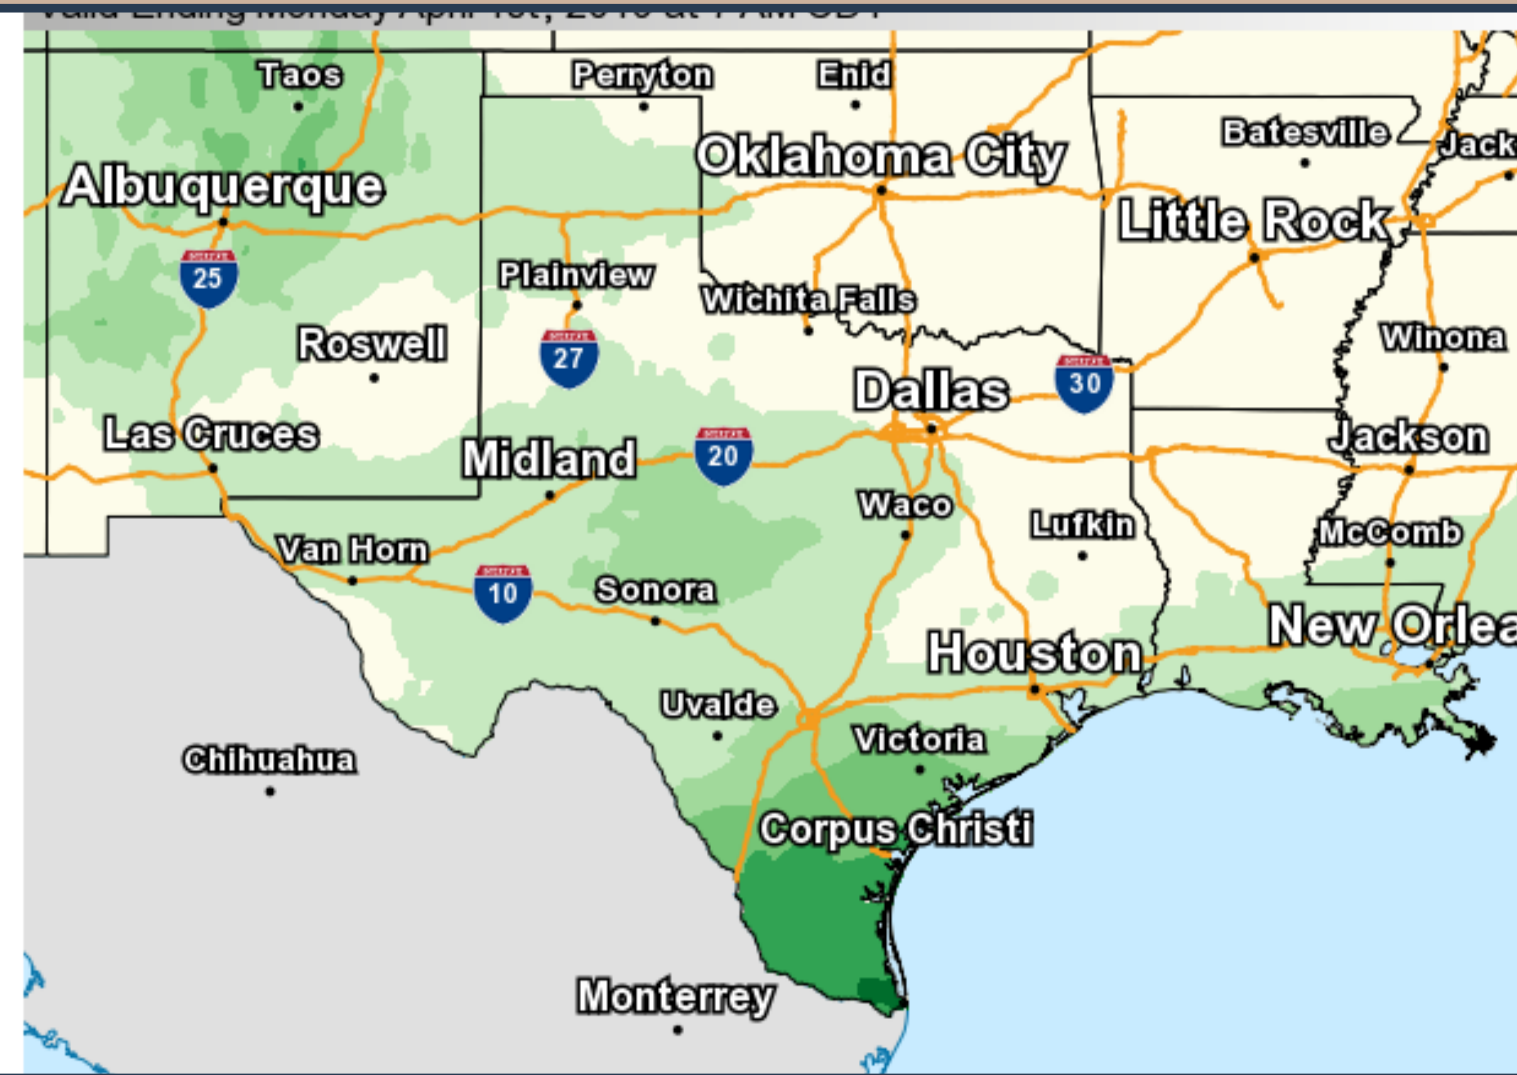 Taos
Perryton
Enid
Batesville
Jack
Oklahoma City
Albuquerque
Little Rock
25
Plainview
Wichita Falls
Roswell
27
Winona
30
Dallas
Las Cruces
Midland
20
Jackson
Waco
Lufkin
McComb
Van Horn
10
Sonora
New Orlea
Houston
Uvalde
Victoria
Chihuahua
Corpus Christi
Monterrey